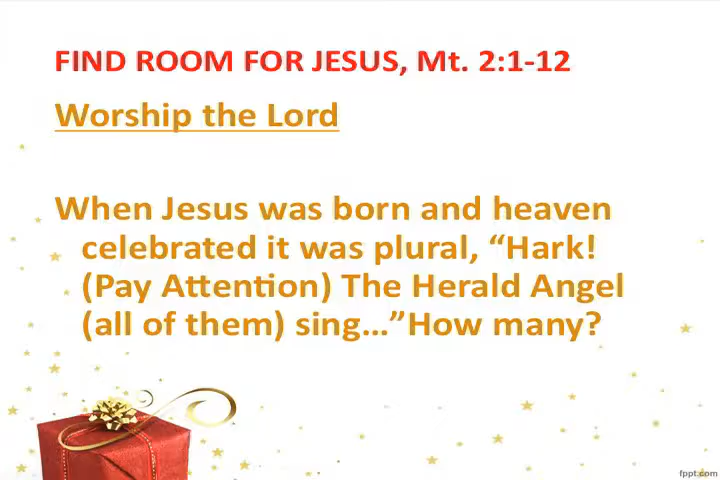 FIND ROOM FOR JESUS, Mt. 2:1-12
Worship the Lord
When Jesus was born and heaven
celebrated it was plural, “Hark!
(Pay Attention) The Herald Angel
(all of them) sing…”How many?
fppt.com